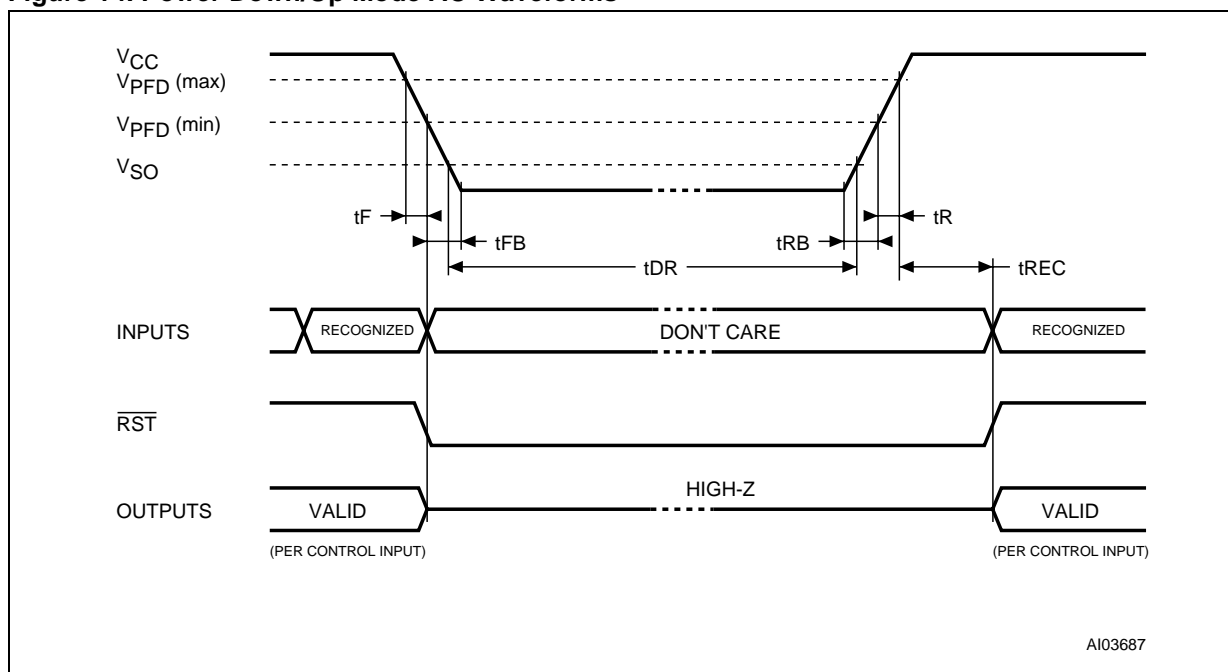 VCC
VPFD (max)
VPFD (min)
VSO
tF
tFB
tDR
tRB
tR
tREC
INPUTS
RECOGNIZED
DON'T CARE
RECOGNIZED
RST
HIGH-Z
OUTPUTS
VALID
VALID
(PER CONTROL INPUT)
(PER CONTROL INPUT)
AI03687